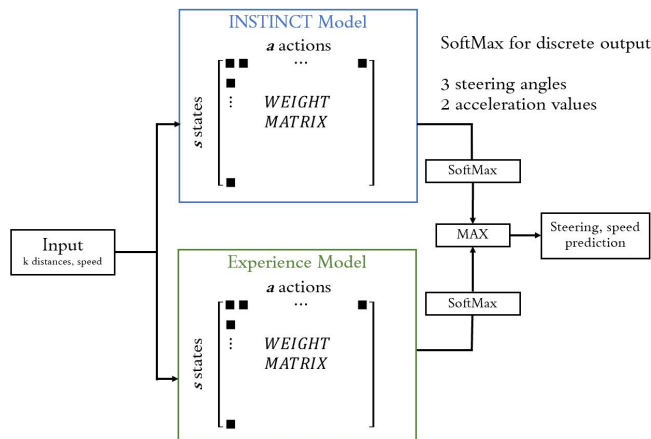 INSTINCT Model
a actions
...
s states
⋮
WEIGHT
MATRIX
SoftMax for discrete output
3 steering angles
2 acceleration values
SoftMax
Input
k distances, speed
MAX
Steering, speed
prediction
Experience Model
a actions
...
s states
⋮
WEIGHT
MATRIX
SoftMax